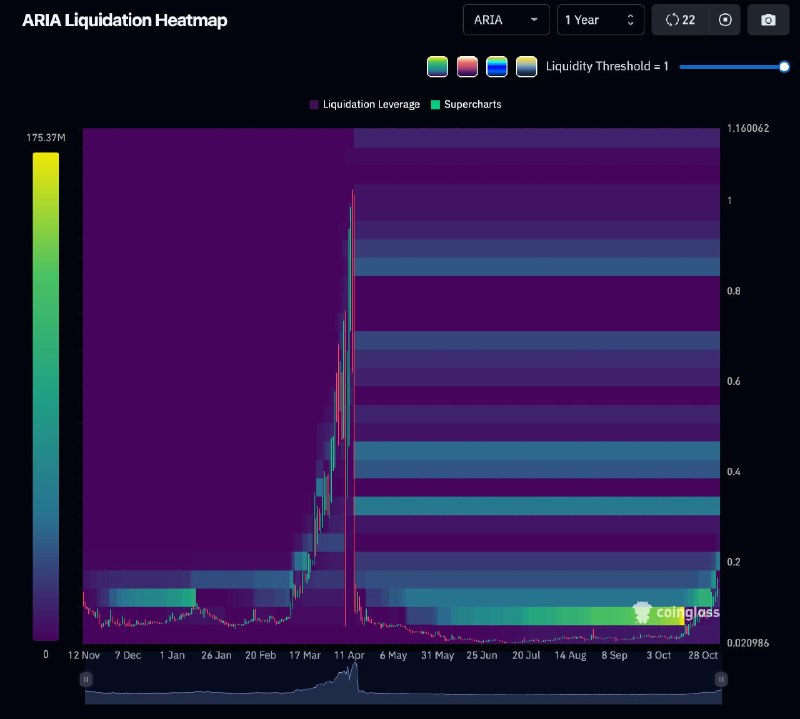 ARIA Liquidation Heatmap
ARIA
1 Year
22
Liquidity Threshold = 1
Liquidation Leverage
Supercharts
175.37M
1.160062
1
0.8
0.6
0.4
0.2
coinglass
0
0.020986
12 Nov 7 Dec 1 Jan 26 Jan 20 Feb 17 Mar 11 Apr 6 May 31 May 25 Jun 20 Jul 14 Aug 8 Sep 3 Oct 28 Oct